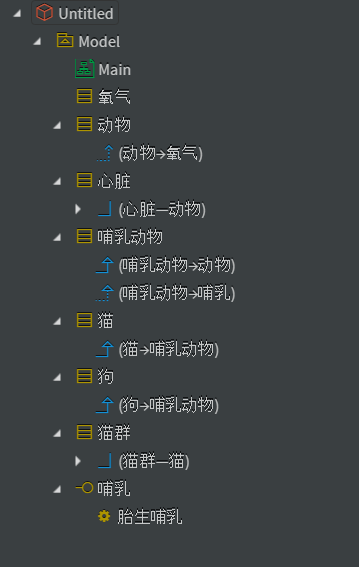 Untitled
Model
Main
氧气
动物
(动物→氧气)
心脏
(心脏—动物)
哺乳动物
(哺乳动物→动物)
(哺乳动物→哺乳)
猫
(猫→哺乳动物)
狗
(狗→哺乳动物)
猫群
(猫群—猫)
哺乳
胎生哺乳